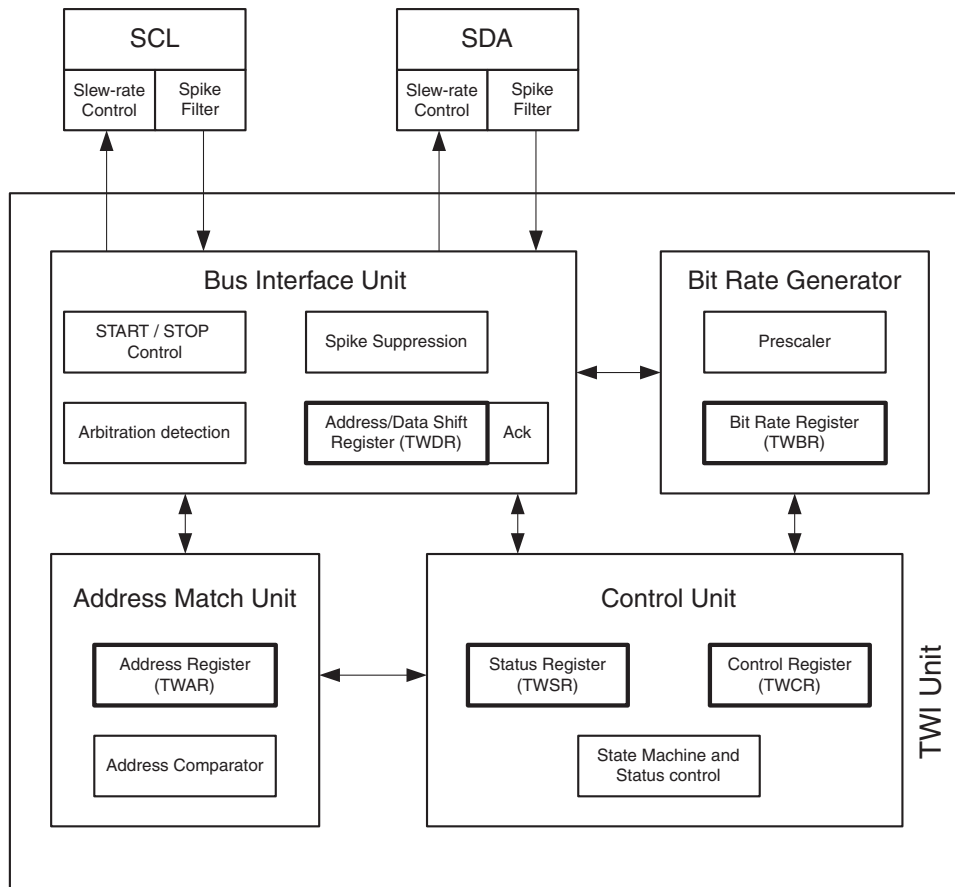 SCL
Slew-rate
Control
Spike
Filter
SDA
Slew-rate
Control
Spike
Filter
Bus Interface Unit
START / STOP
Control
Spike Suppression
Arbitration detection
Address/Data Shift
Register (TWDR)
Ack
Bit Rate Generator
Prescaler
Bit Rate Register
(TWBR)
Address Match Unit
Address Register
(TWAR)
Address Comparator
Control Unit
Status Register
(TWSR)
Control Register
(TWCR)
State Machine and
Status control
TWI Unit